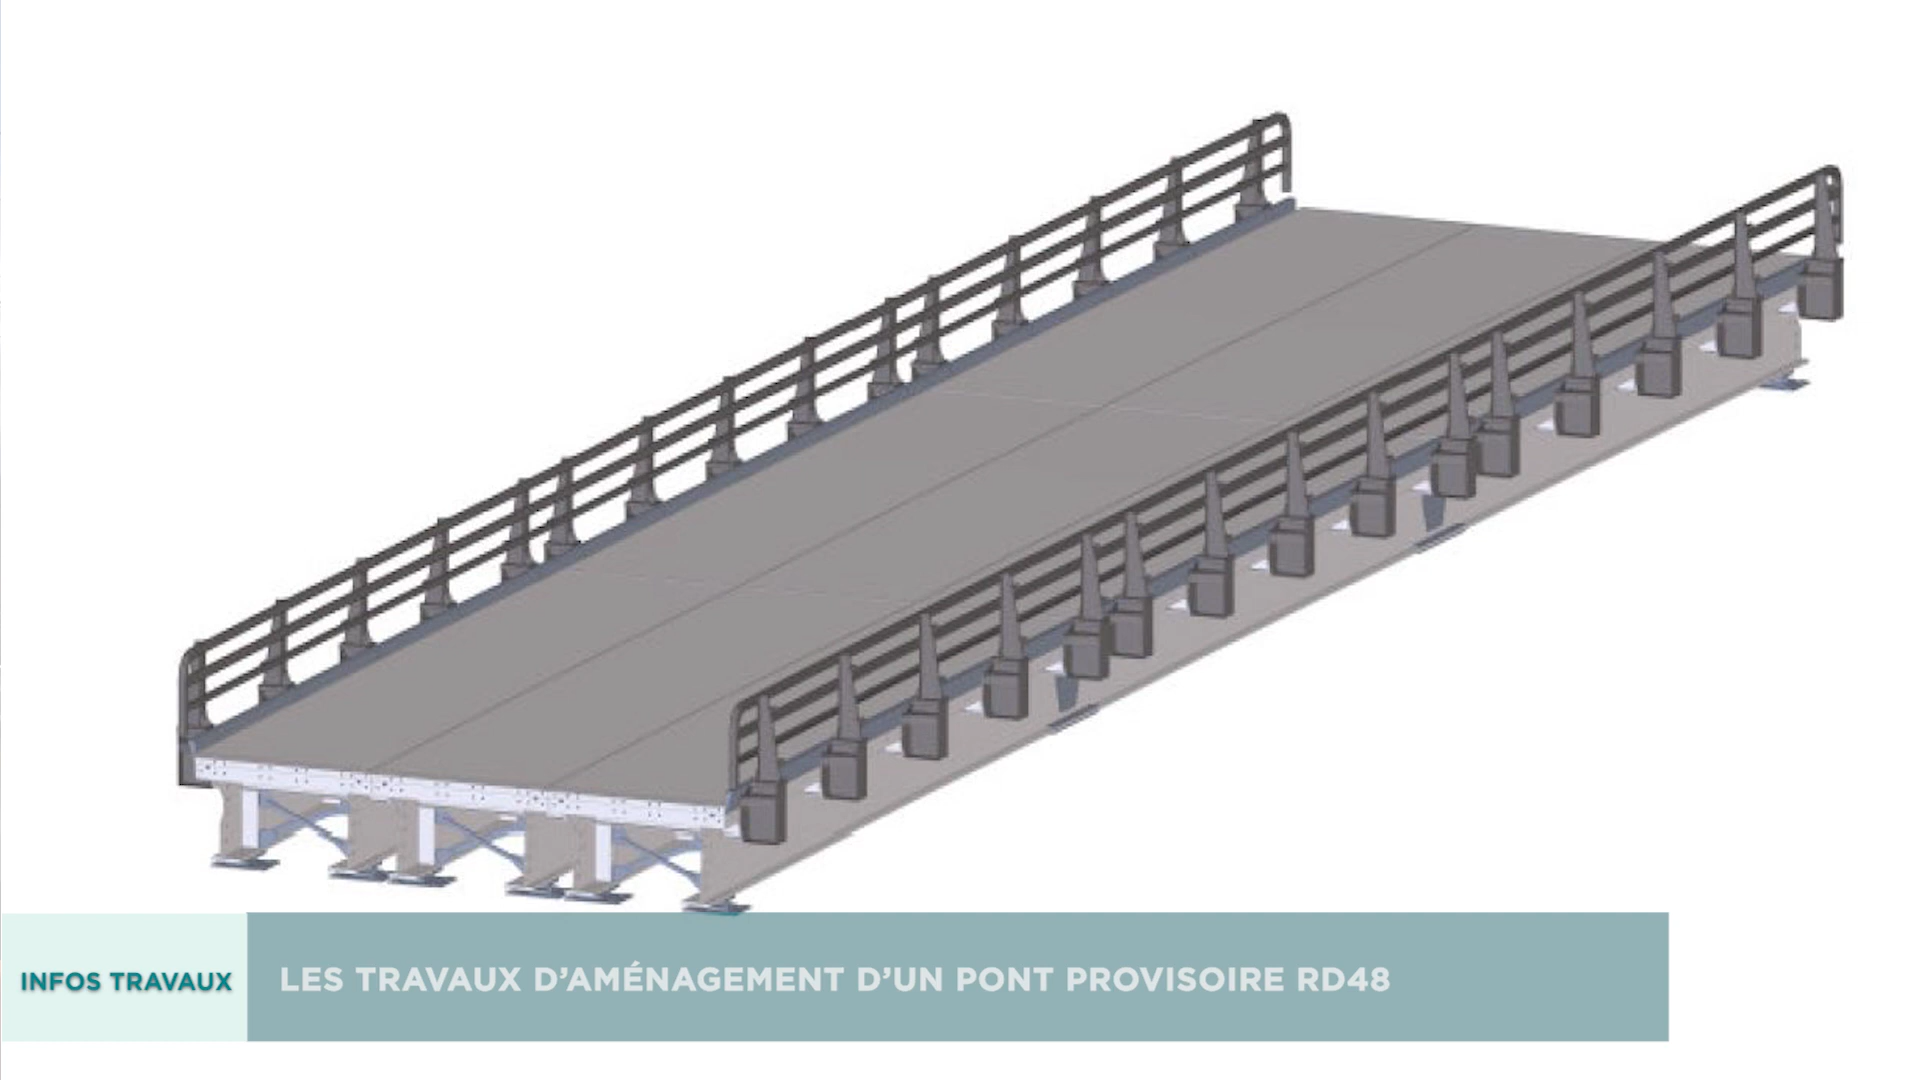 INFOS TRAVAUX
LES TRAVAUX D’AMÉNAGEMENT D’UN PONT PROVISOIRE RD48